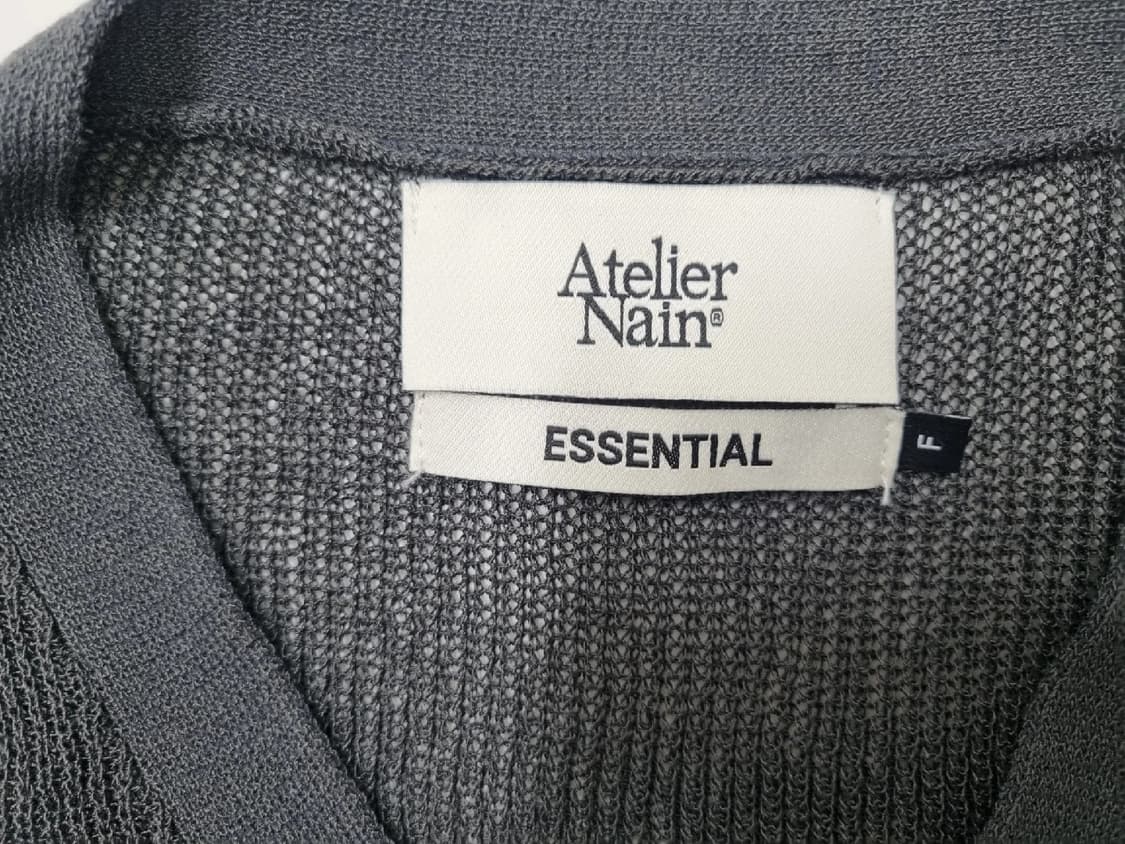 Atelier
Nain®
ESSENTIAL
F